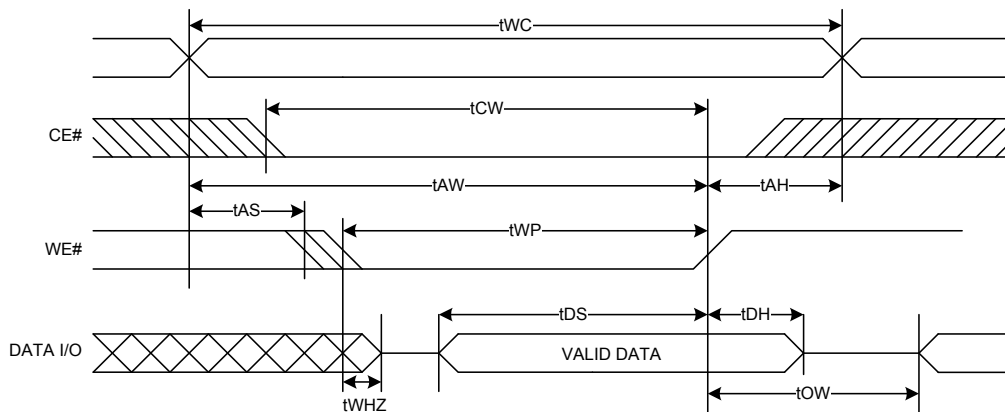 tWC
tCW
CE#
tAW
tAH
tAS
tWP
WE#
tDS
tDH
DATA I/O
VALID DATA
tWHZ
tOW